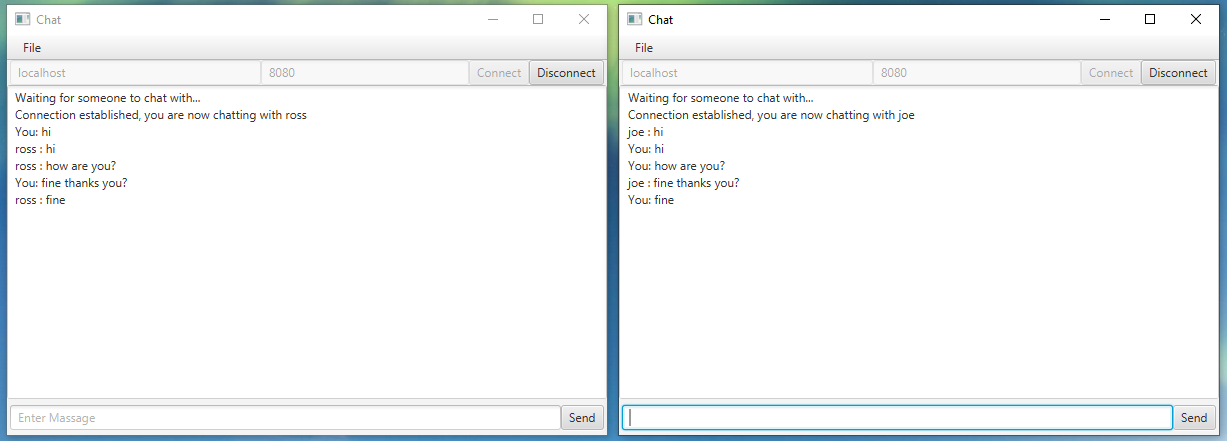 Chat
File
localhost 8080 Connect Disconnect
Waiting for someone to chat with...
Connection established, you are now chatting with ross
You: hi
ross : hi
ross : how are you?
You: fine thanks you?
ross : fine
Enter Massage Send
Chat
File
localhost 8080 Connect Disconnect
Waiting for someone to chat with...
Connection established, you are now chatting with joe
joe : hi
You: hi
You: how are you?
joe : fine thanks you?
You: fine
Send